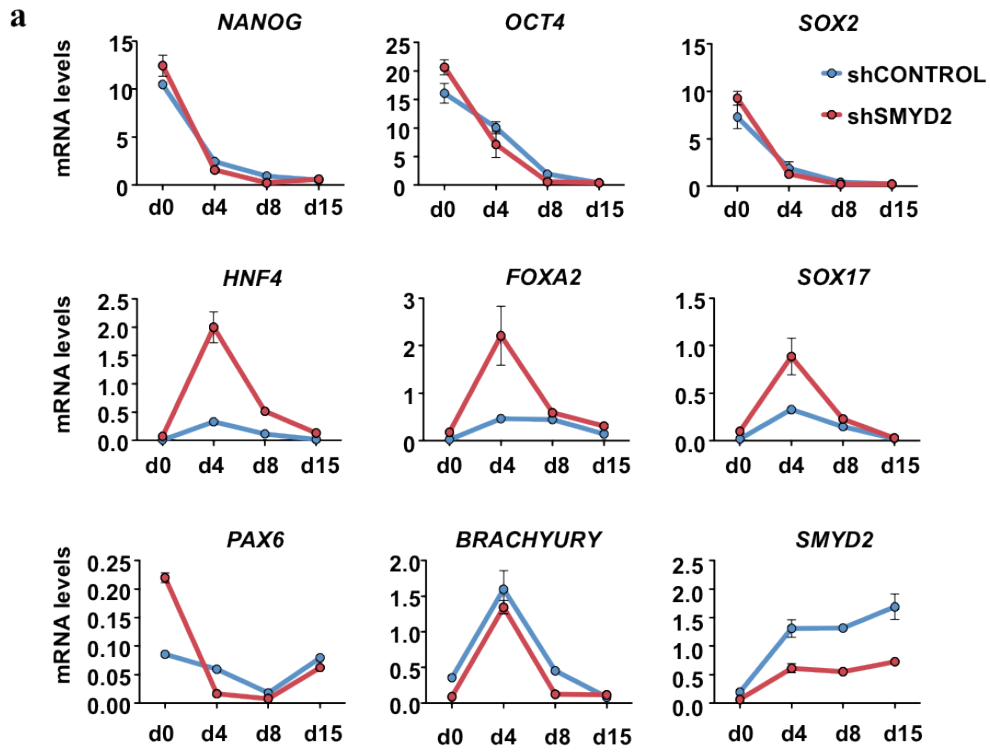 a
NANOG
OCT4
SOX2
mRNA levels
15
10
5
0
d0 d4 d8 d15
25
20
15
10
5
0
d0 d4 d8 d15
15
10
5
0
d0 d4 d8 d15
shCONTROL
shSMYD2
HNF4
FOXA2
SOX17
mRNA levels
2.5
2.0
1.5
1.0
0.5
0.0
d0 d4 d8 d15
3
2
1
0
d0 d4 d8 d15
1.5
1.0
0.5
0.0
d0 d4 d8 d15
PAX6
BRACHYURY
SMYD2
mRNA levels
0.25
0.20
0.15
0.10
0.05
0.00
d0 d4 d8 d15
2.0
1.5
1.0
0.5
0.0
d0 d4 d8 d15
2.5
2.0
1.5
1.0
0.5
0.0
d0 d4 d8 d15